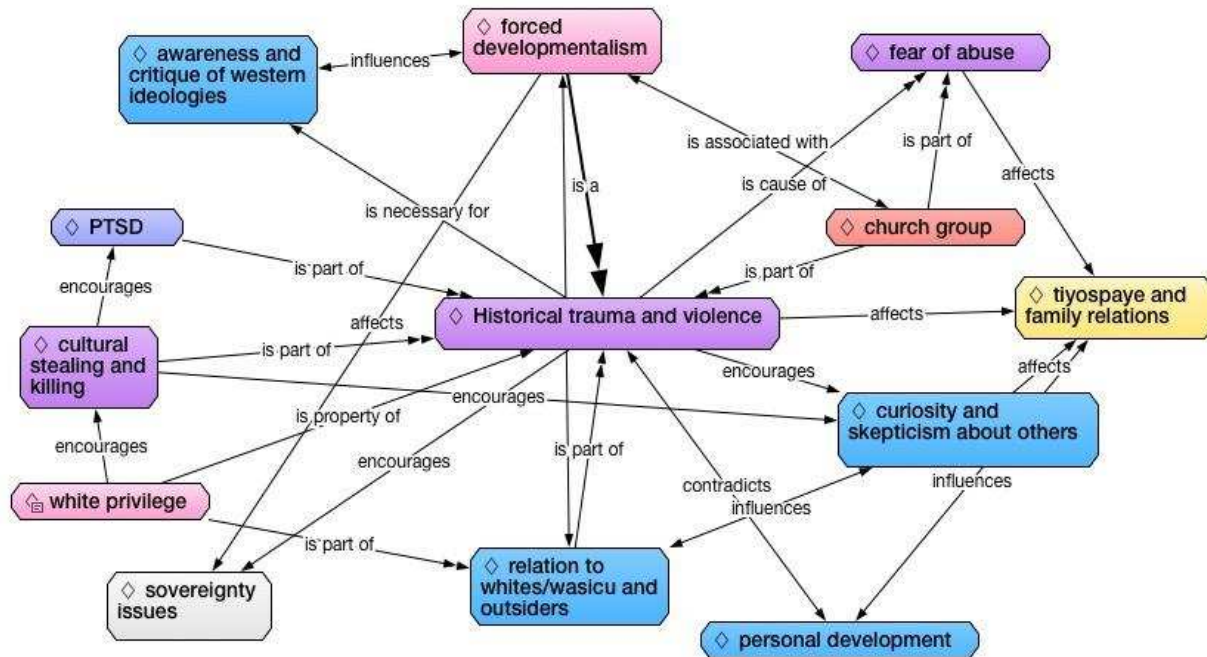 forced
developmentalism
awareness and
critique of western
ideologies
influences
fear of abuse
is associated with
is part of
is cause of
affects
is a
is necessary for
church group
PTSD
is part of
is part of
encourages
tiyospaye and
family relations
Historical trauma and violence
affects
affects
cultural
stealing and
killing
is part of
encourages
affects
encourages
curiosity and
skepticism about others
is property of
encourages
is part of
encourages
contradicts
influences
influences
white privilege
is part of
relation to
whites/wasicu and
outsiders
sovereignty
issues
personal development